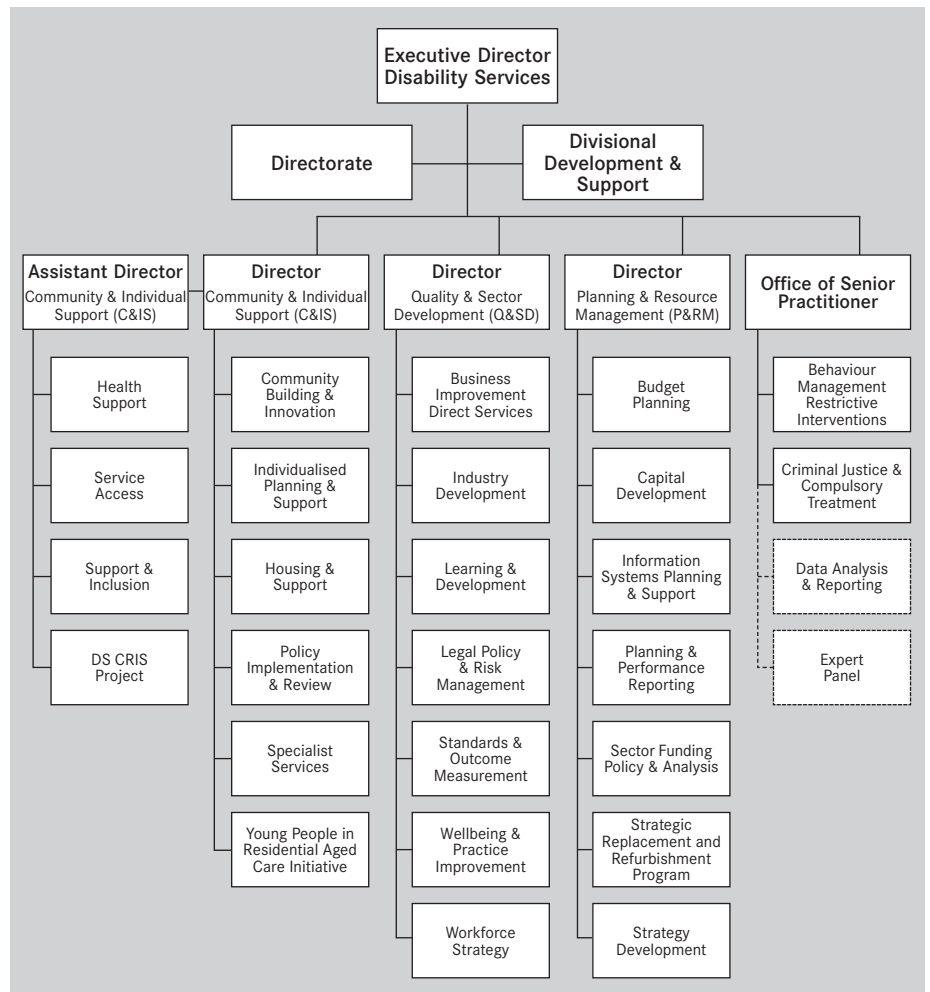 Executive Director
Disability Services
Directorate
Divisional
Development &
Support
Assistant Director
Community & Individual
Support (C&IS)
Director
Community & Individual
Support (C&IS)
Director
Quality & Sector
Development (Q&SD)
Director
Planning & Resource
Management (P&RM)
Office of Senior
Practitioner
Health
Support
Service
Access
Support &
Inclusion
DS CRIS
Project
Community
Building &
Innovation
Individualised
Planning &
Support
Housing &
Support
Policy
Implementation
& Review
Specialist
Services
Young People in
Residential Aged
Care Initiative
Business
Improvement
Direct Services
Industry
Development
Learning &
Development
Legal Policy
& Risk
Management
Standards &
Outcome
Measurement
Wellbeing &
Practice
Improvement
Workforce
Strategy
Budget
Planning
Capital
Development
Information
Systems Planning
& Support
Planning &
Performance
Reporting
Sector Funding
Policy & Analysis
Strategic
Replacement and
Refurbishment
Program
Strategy
Development
Behaviour
Management
Restrictive
Interventions
Criminal Justice &
Compulsory
Treatment
Data Analysis
& Reporting
Expert
Panel